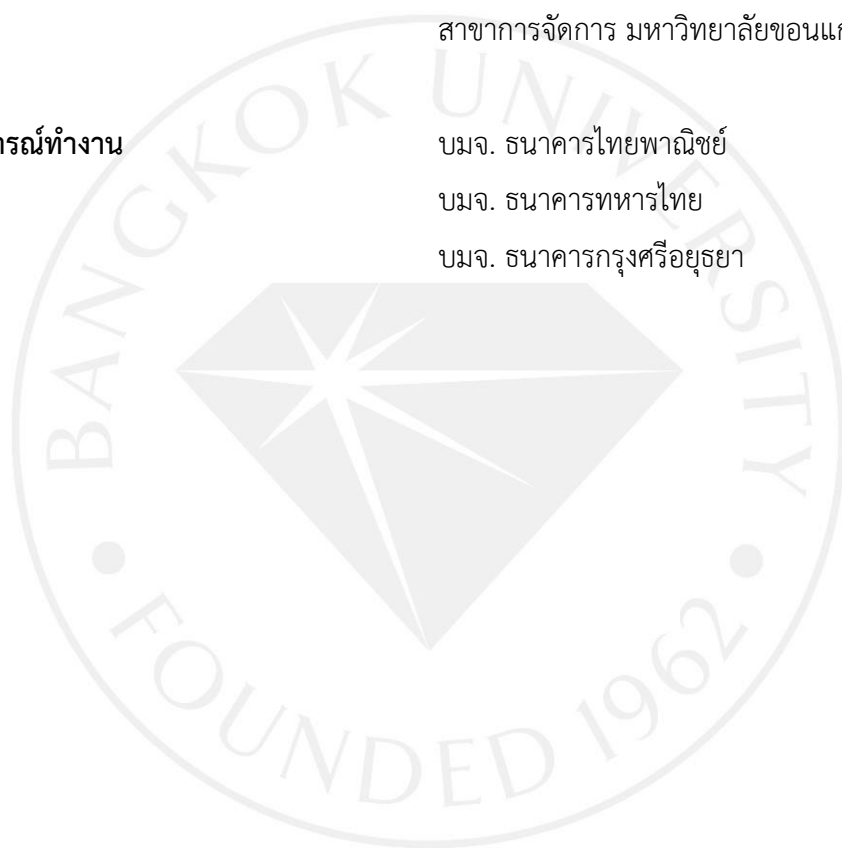 สาขาการจัดการ มหาวิทยาลัยขอนแก
ารณ์ทำงาน บมจ. ธนาคารไทยพาณิชย์
บมจ. ธนาคารทหารไทย
บมจ. ธนาคารกรุงศรีอยุธยา
BANGKOK UNIVERSITY
FOUNDED 1962